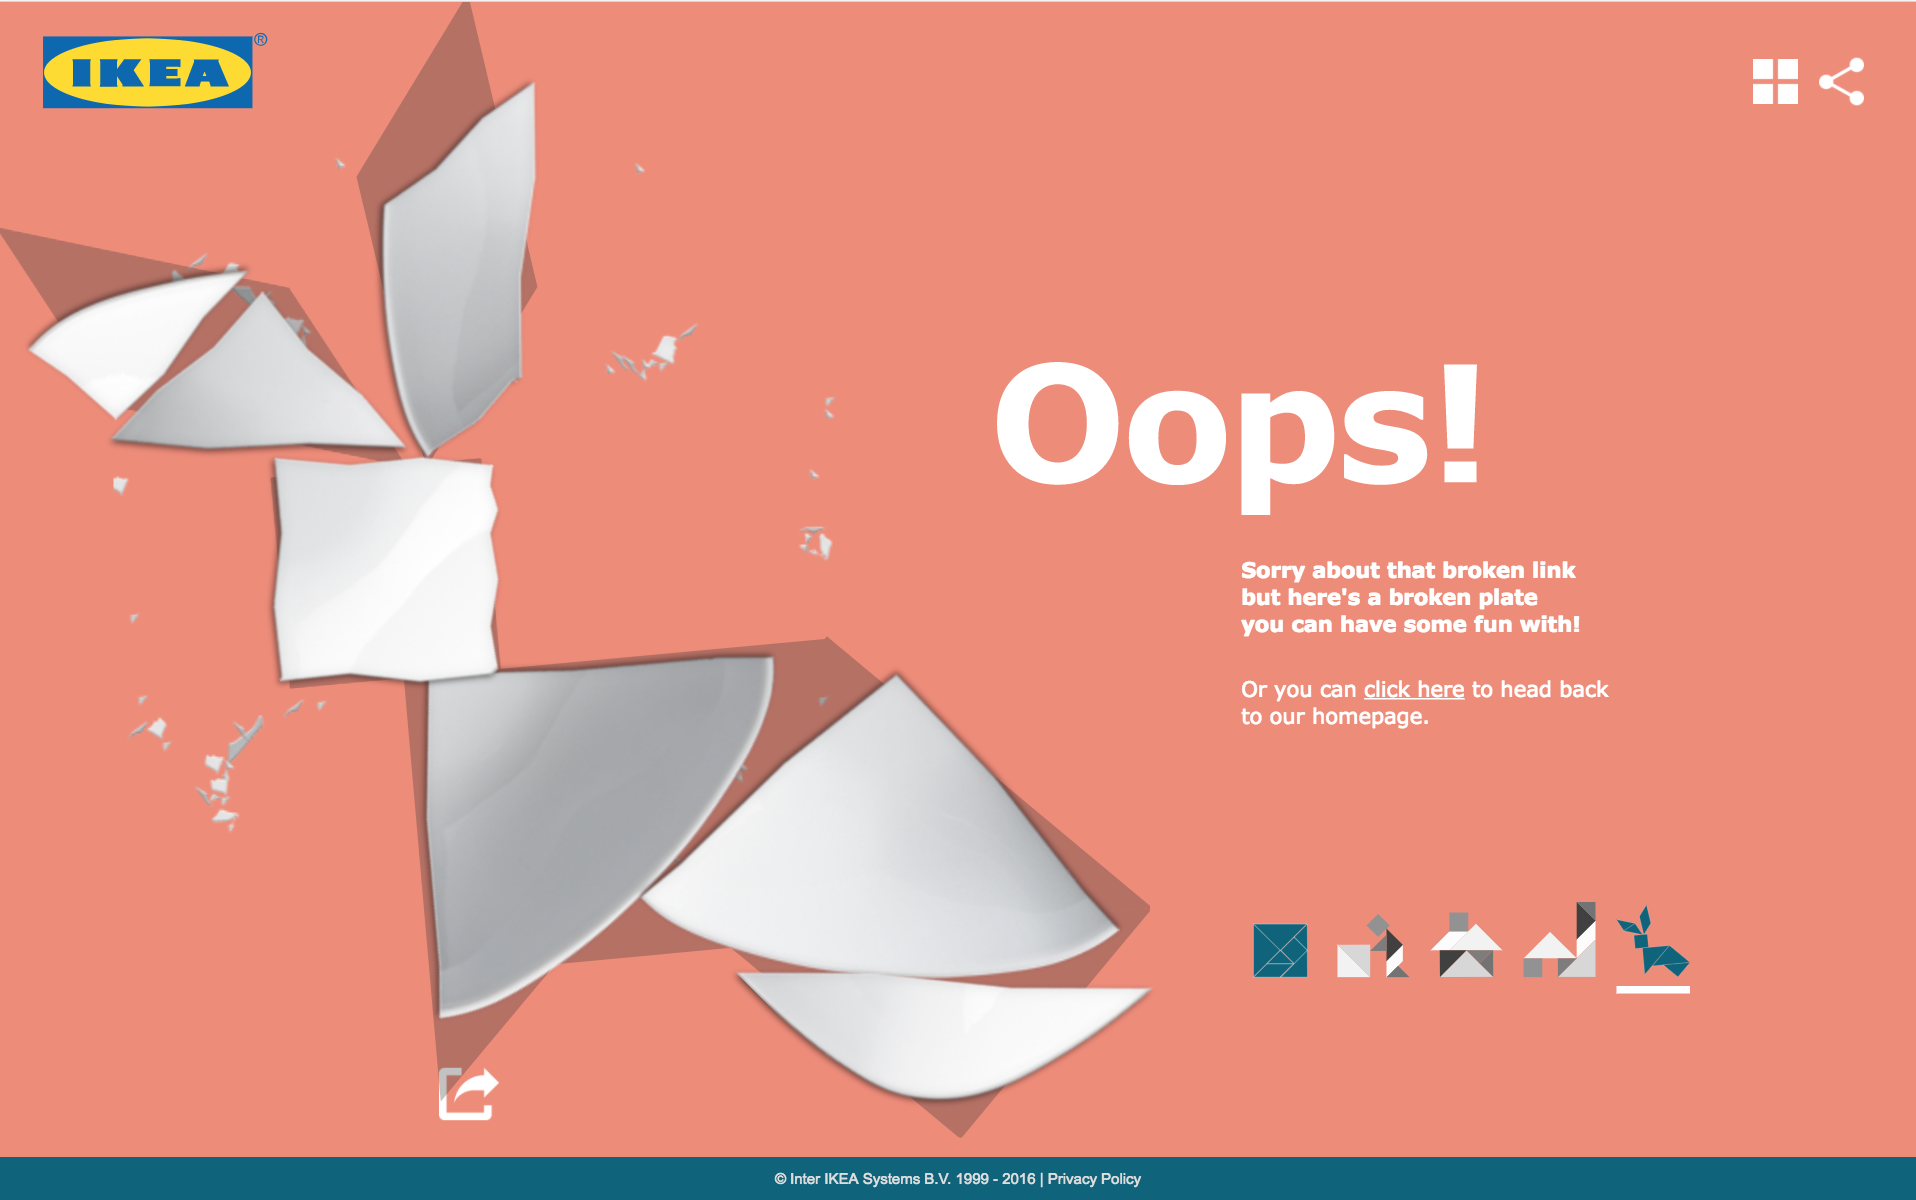 IKEA®
Oops!
Sorry about that broken link
but here's a broken plate
you can have some fun with!
Or you can click here to head back
to our homepage.
© Inter IKEA Systems B.V. 1999 - 2016 | Privacy Policy